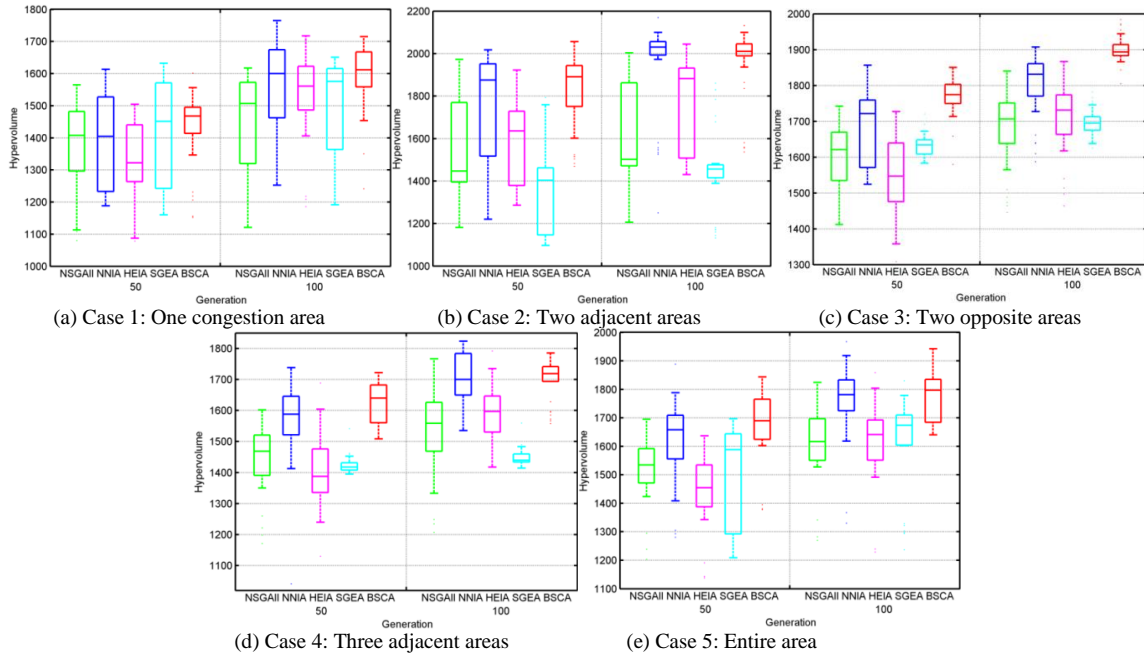 1800
1700
1600
1500
1400
1300
1200
1100
1000
Hypervolume
NSGAII NNIA HEIA SGEA BSCA NSGAII NNIA HEIA SGEA BSCA
50 100
Generation
(a) Case 1: One congestion area
2200
2000
1800
1600
1400
1200
1000
Hypervolume
NSGAII NNIA HEIA SGEA BSCA NSGAII NNIA HEIA SGEA BSCA
50 100
Generation
(b) Case 2: Two adjacent areas
2000
1900
1800
1700
1600
1500
1400
1300
Hypervolume
NSGAII NNIA HEIA SGEA BSCA NSGAII NNIA HEIA SGEA BSCA
50 100
Generation
(c) Case 3: Two opposite areas
1800
1700
1600
1500
1400
1300
1200
1100
Hypervolume
NSGAII NNIA HEIA SGEA BSCA NSGAII NNIA HEIA SGEA BSCA
50 100
Generation
(d) Case 4: Three adjacent areas
2000
1900
1800
1700
1600
1500
1400
1300
1200
1100
Hypervolume
NSGAII NNIA HEIA SGEA BSCA NSGAII NNIA HEIA SGEA BSCA
50 100
Generation
(e) Case 5: Entire area